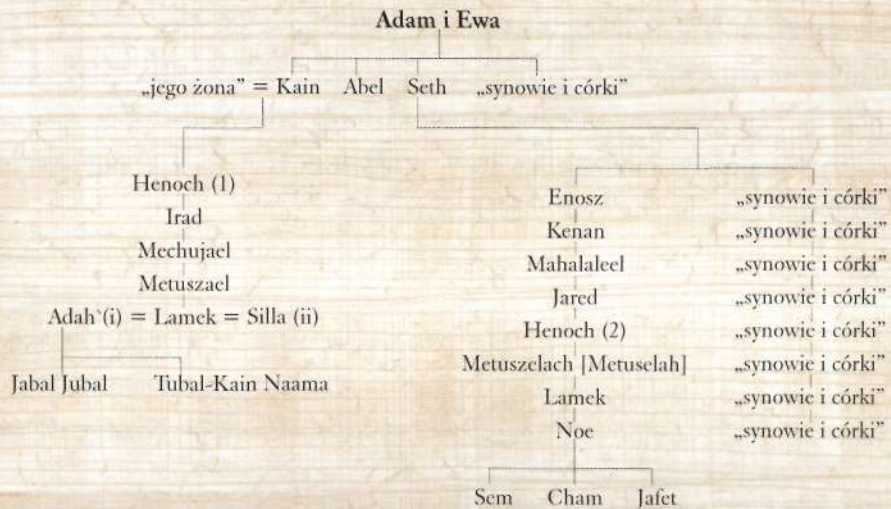 Adam i Ewa
„jego żona” = Kain Abel Seth „synowie i córki”
Henoch (1)
Irad
Mechujael
Metuszael
Adah`(i) = Lamek = Silla (ii)
Jabal Jubal Tubal-Kain Naama
Enosz „synowie i córki”
Kenan „synowie i córki”
Mahalaleel „synowie i córki”
Jared „synowie i córki”
Henoch (2) „synowie i córki”
Metuszelach [Metuselah] „synowie i córki”
Lamek „synowie i córki”
Noe „synowie i córki”
Sem Cham Jafet